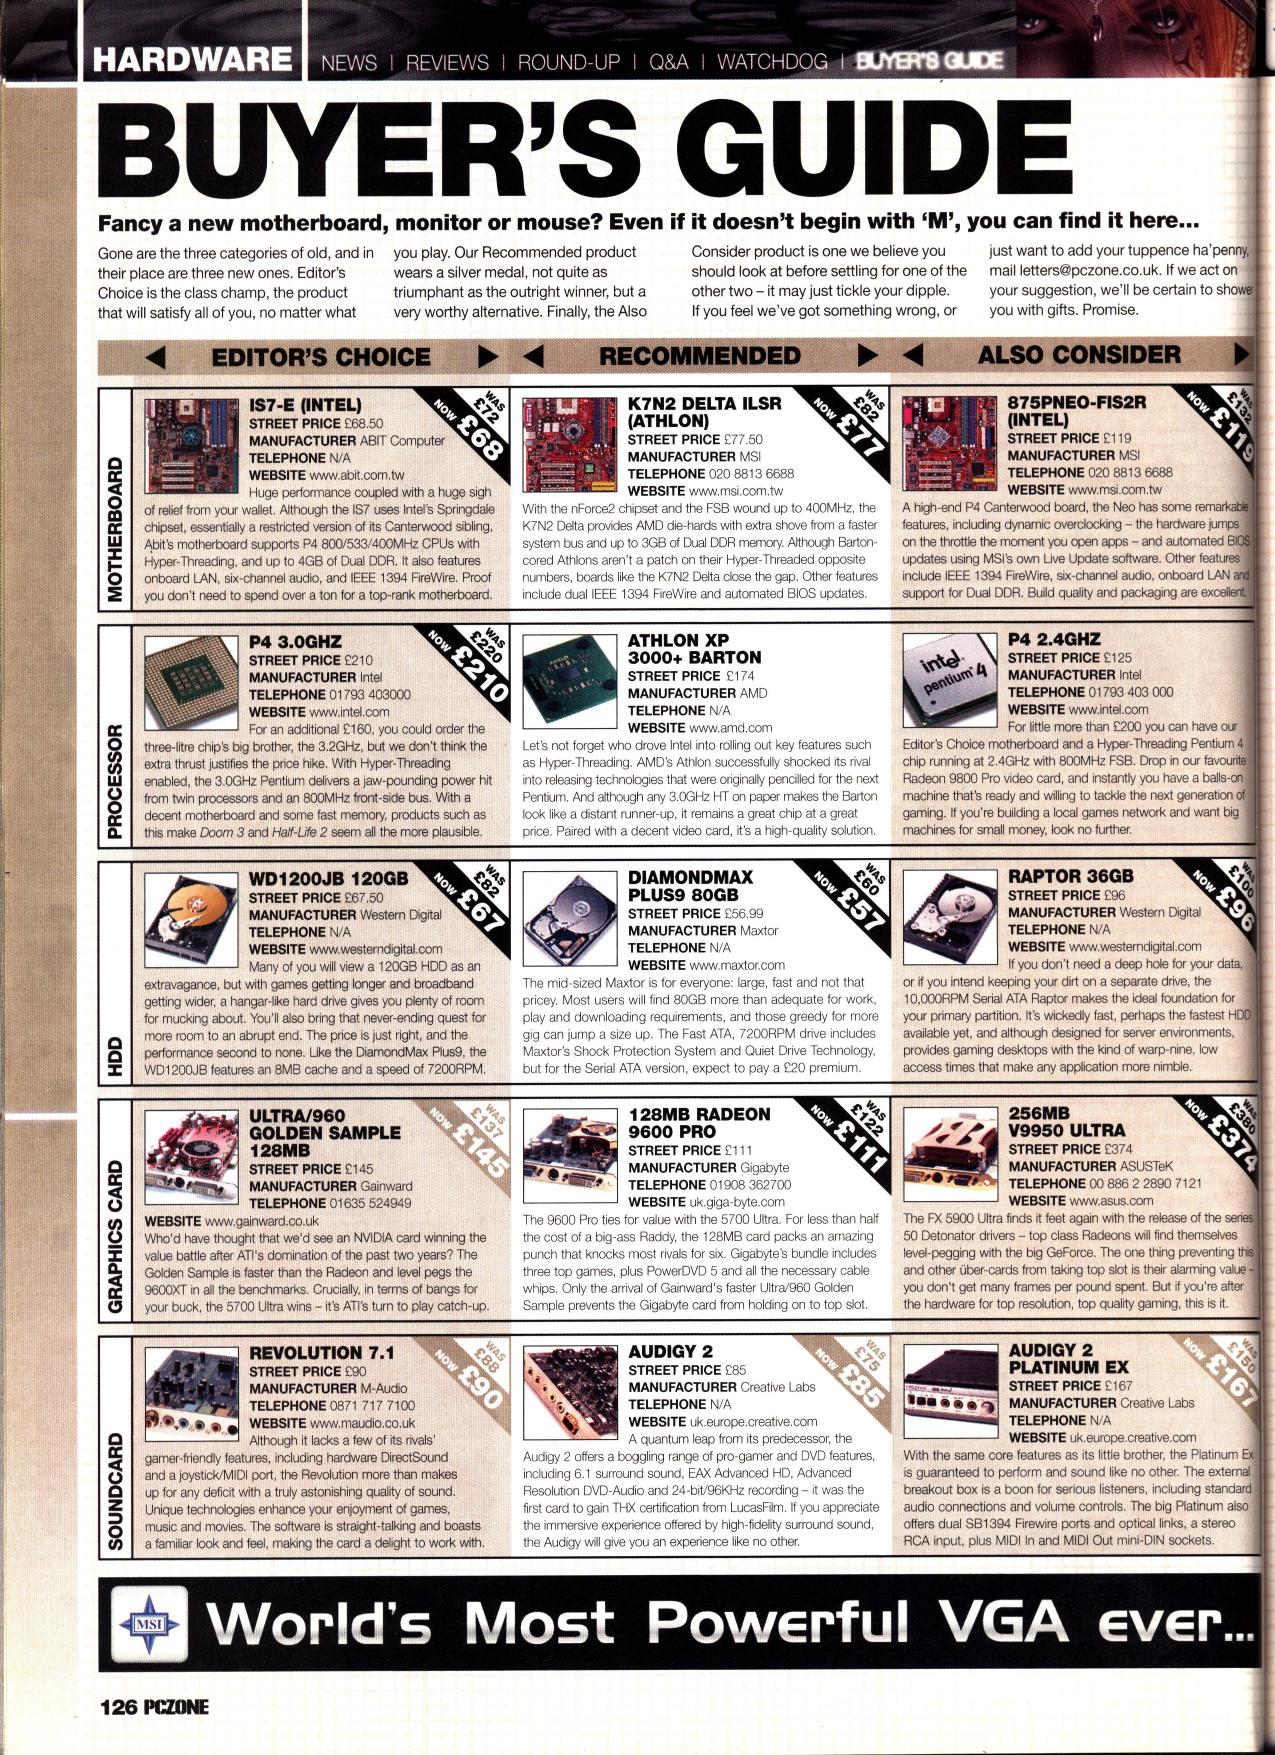 HARDWARE
NEWS | REVIEWS | ROUND-UP | Q&A | WATCHDOG | BUYER'S GUIDE
BUYER'S GUIDE
Fancy a new motherboard, monitor or mouse? Even if it doesn't begin with 'M', you can find it here...
Gone are the three categories of old, and in
their place are three new ones. Editor's
Choice is the class champ, the product
that will satisfy all of you, no matter what
you play. Our Recommended product
wears a silver medal, not quite as
triumphant as the outright winner, but a
very worthy alternative. Finally, the Also
Consider product is one we believe you
should look at before settling for one of the
other two – it may just tickle your dipple.
If you feel we've got something wrong, or
just want to add your tuppence ha'penny,
mail letters@pczone.co.uk. If we act on
your suggestion, we'll be certain to shower
you with gifts. Promise.
EDITOR'S CHOICE
RECOMMENDED
ALSO CONSIDER
MOTHERBOARD
IS7-E (INTEL)
STREET PRICE £68.50
MANUFACTURER ABIT Computer
TELEPHONE N/A
WEBSITE www.abit.com.tw
WAS £72
NOW £68
Huge performance coupled with a huge sigh
of relief from your wallet. Although the IS7 uses Intel's Springdale
chipset, essentially a restricted version of its Canterwood sibling,
Abit's motherboard supports P4 800/533/400MHz CPUs with
Hyper-Threading, and up to 4GB of Dual DDR. It also features
onboard LAN, six-channel audio, and IEEE 1394 FireWire. Proof
you don't need to spend over a ton for a top-rank motherboard.
K7N2 DELTA ILSR
(ATHLON)
STREET PRICE £77.50
MANUFACTURER MSI
TELEPHONE 020 8813 6688
WEBSITE www.msi.com.tw
WAS £82
NOW £77
With the nForce2 chipset and the FSB wound up to 400MHz, the
K7N2 Delta provides AMD die-hards with extra shove from a faster
system bus and up to 3GB of Dual DDR memory. Although Barton-
cored Athlons aren't a patch on their Hyper-Threaded opposite
numbers, boards like the K7N2 Delta close the gap. Other features
include dual IEEE 1394 FireWire and automated BIOS updates.
875PNEO-FIS2R
(INTEL)
STREET PRICE £119
MANUFACTURER MSI
TELEPHONE 020 8813 6688
WEBSITE www.msi.com.tw
WAS £132
NOW £119
A high-end P4 Canterwood board, the Neo has some remarkable
features, including dynamic overclocking – the hardware jumps
on the throttle the moment you open apps – and automated BIOS
updates using MSI's own Live Update software. Other features
include IEEE 1394 FireWire, six-channel audio, onboard LAN and
support for Dual DDR. Build quality and packaging are excellent.
PROCESSOR
P4 3.0GHZ
STREET PRICE £210
MANUFACTURER Intel
TELEPHONE 01793 403000
WEBSITE www.intel.com
WAS £220
NOW £210
For an additional £160, you could order the
three-litre chip's big brother, the 3.2GHz, but we don't think the
extra thrust justifies the price hike. With Hyper-Threading
enabled, the 3.0GHz Pentium delivers a jaw-pounding power hit
from twin processors and an 800MHz front-side bus. With a
decent motherboard and some fast memory, products such as
this make Doom 3 and Half-Life 2 seem all the more plausible.
ATHLON XP
3000+ BARTON
STREET PRICE £174
MANUFACTURER AMD
TELEPHONE N/A
WEBSITE www.amd.com
Let's not forget who drove Intel into rolling out key features such
as Hyper-Threading. AMD's Athlon successfully shocked its rival
into releasing technologies that were originally pencilled for the next
Pentium. And although any 3.0GHz HT on paper makes the Barton
look like a distant runner-up, it remains a great chip at a great
price. Paired with a decent video card, it's a high-quality solution.
intel
pentium 4
P4 2.4GHZ
STREET PRICE £125
MANUFACTURER Intel
TELEPHONE 01793 403 000
WEBSITE www.intel.com
For little more than £200 you can have our
Editor's Choice motherboard and a Hyper-Threading Pentium 4
chip running at 2.4GHz with 800MHz FSB. Drop in our favourite
Radeon 9800 Pro video card, and instantly you have a balls-on
machine that's ready and willing to tackle the next generation of
gaming. If you're building a local games network and want big
machines for small money, look no further.
HDD
WD1200JB 120GB
STREET PRICE £67.50
MANUFACTURER Western Digital
TELEPHONE N/A
WEBSITE www.westerndigital.com
WAS £82
NOW £67
Many of you will view a 120GB HDD as an
extravagance, but with games getting longer and broadband
getting wider, a hangar-like hard drive gives you plenty of room
for mucking about. You'll also bring that never-ending quest for
more room to an abrupt end. The price is just right, and the
performance second to none. Like the DiamondMax Plus9, the
WD1200JB features an 8MB cache and a speed of 7200RPM.
DIAMONDMAX
PLUS9 80GB
STREET PRICE £56.99
MANUFACTURER Maxtor
TELEPHONE N/A
WEBSITE www.maxtor.com
WAS £60
NOW £57
The mid-sized Maxtor is for everyone: large, fast and not that
pricey. Most users will find 80GB more than adequate for work,
play and downloading requirements, and those greedy for more
gig can jump a size up. The Fast ATA, 7200RPM drive includes
Maxtor's Shock Protection System and Quiet Drive Technology,
but for the Serial ATA version, expect to pay a £20 premium.
RAPTOR 36GB
STREET PRICE £96
MANUFACTURER Western Digital
TELEPHONE N/A
WEBSITE www.westerndigital.com
WAS £100
NOW £96
If you don't need a deep hole for your data,
or if you intend keeping your dirt on a separate drive, the
10,000RPM Serial ATA Raptor makes the ideal foundation for
your primary partition. It's wickedly fast, perhaps the fastest HDD
available yet, and although designed for server environments,
provides gaming desktops with the kind of warp-nine, low
access times that make any application more nimble.
GRAPHICS CARD
ULTRA/960
GOLDEN SAMPLE
128MB
STREET PRICE £145
MANUFACTURER Gainward
TELEPHONE 01635 524949
WEBSITE www.gainward.co.uk
WAS £137
NOW £145
Who'd have thought that we'd see an NVIDIA card winning the
value battle after ATI's domination of the past two years? The
Golden Sample is faster than the Radeon and level pegs the
9600XT in all the benchmarks. Crucially, in terms of bangs for
your buck, the 5700 Ultra wins – it's ATI's turn to play catch-up.
128MB RADEON
9600 PRO
STREET PRICE £111
MANUFACTURER Gigabyte
TELEPHONE 01908 362700
WEBSITE uk.giga-byte.com
WAS £122
NOW £111
The 9600 Pro ties for value with the 5700 Ultra. For less than half
the cost of a big-ass Raddy, the 128MB card packs an amazing
punch that knocks most rivals for six. Gigabyte's bundle includes
three top games, plus PowerDVD 5 and all the necessary cable
whips. Only the arrival of Gainward's faster Ultra/960 Golden
Sample prevents the Gigabyte card from holding on to top slot.
256MB
V9950 ULTRA
STREET PRICE £374
MANUFACTURER ASUSTeK
TELEPHONE 00 886 2 2890 7121
WEBSITE www.asus.com
WAS £380
NOW £374
The FX 5900 Ultra finds it feet again with the release of the series
50 Detonator drivers – top class Radeons will find themselves
level-pegging with the big GeForce. The one thing preventing this
and other über-cards from taking top slot is their alarming value –
you don't get many frames per pound spent. But if you're after
the hardware for top resolution, top quality gaming, this is it.
SOUNDCARD
REVOLUTION 7.1
STREET PRICE £90
MANUFACTURER M-Audio
TELEPHONE 0871 717 7100
WEBSITE www.maudio.co.uk
WAS £88
NOW £90
Although it lacks a few of its rivals'
gamer-friendly features, including hardware DirectSound
and a joystick/MIDI port, the Revolution more than makes
up for any deficit with a truly astonishing quality of sound.
Unique technologies enhance your enjoyment of games,
music and movies. The software is straight-talking and boasts
a familiar look and feel, making the card a delight to work with.
AUDIGY 2
STREET PRICE £85
MANUFACTURER Creative Labs
TELEPHONE N/A
WEBSITE uk.europe.creative.com
WAS £75
NOW £85
A quantum leap from its predecessor, the
Audigy 2 offers a boggling range of pro-gamer and DVD features,
including 6.1 surround sound, EAX Advanced HD, Advanced
Resolution DVD-Audio and 24-bit/96KHz recording – it was the
first card to gain THX certification from LucasFilm. If you appreciate
the immersive experience offered by high-fidelity surround sound,
the Audigy will give you an experience like no other.
AUDIGY 2
PLATINUM EX
STREET PRICE £167
MANUFACTURER Creative Labs
TELEPHONE N/A
WEBSITE uk.europe.creative.com
WAS £150
NOW £167
With the same core features as its little brother, the Platinum Ex
is guaranteed to perform and sound like no other. The external
breakout box is a boon for serious listeners, including standard
audio connections and volume controls. The big Platinum also
offers dual SB1394 Firewire ports and optical links, a stereo
RCA input, plus MIDI In and MIDI Out mini-DIN sockets.
MSI
World's Most Powerful VGA ever...
126 PCZONE